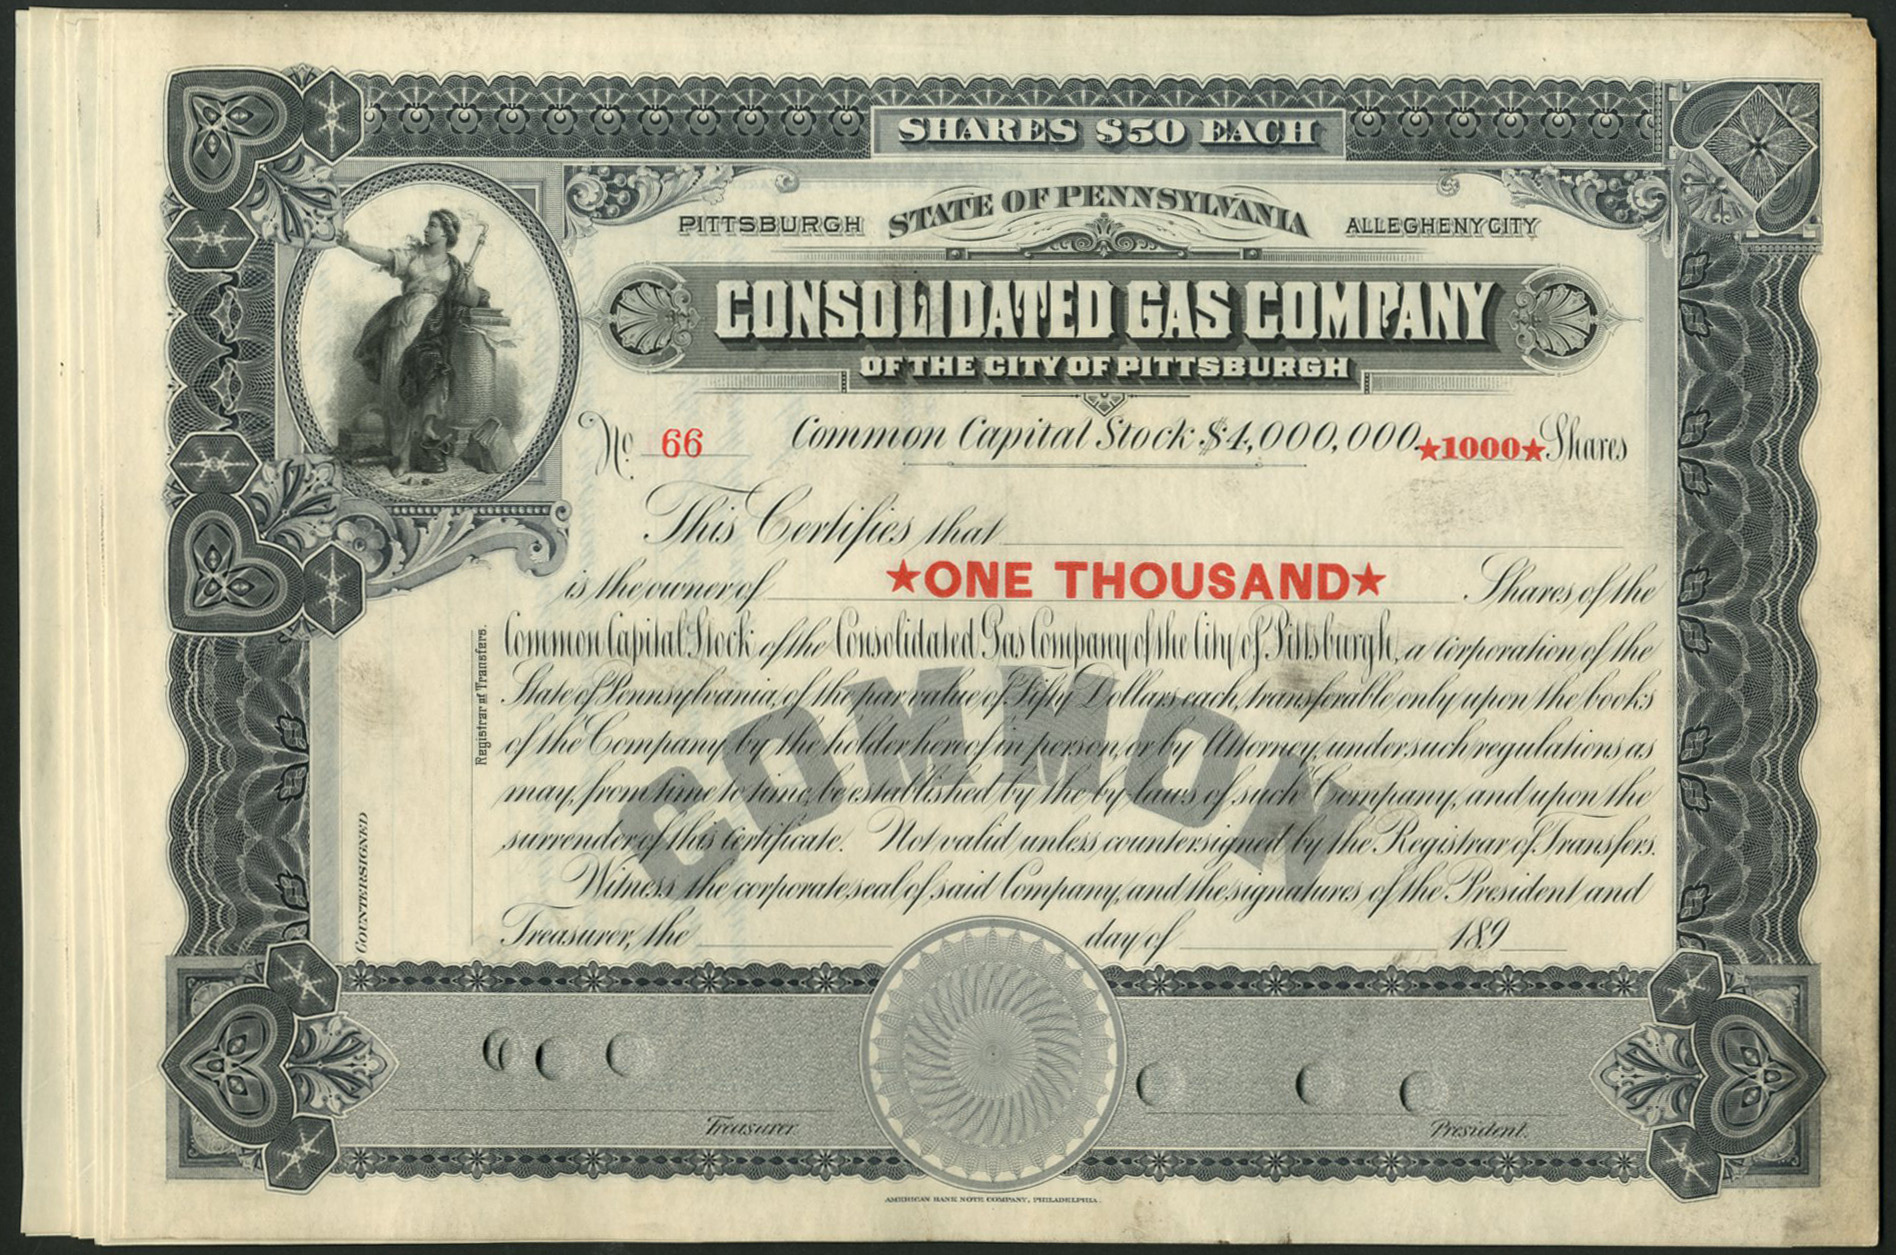 SHARES $50 EACH
PITTSBURGH STATE OF PENNSYLVANIA ALLEGHENY CITY
CONSOLIDATED GAS COMPANY
OF THE CITY OF PITTSBURGH
No. 66 Common Capital Stock $4,000,000 ★1000★ Shares
This Certifies that
is the owner of ★ONE THOUSAND★ Shares of the
Common Capital Stock of the Consolidated Gas Company of the City of Pittsburgh, a Corporation of the
State of Pennsylvania, of the par value of Fifty Dollars each, transferable only upon the books
of the Company by the holder hereof in person, or by Attorney, under such regulations as
may, from time to time, be established by the by-laws of such Company, and upon the
surrender of this Certificate. Not valid unless countersigned by the Registrar of Transfers.
Witness the corporate seal of said Company, and the signatures of the President and
Treasurer, the day of 189
COMMON
COUNTERSIGNED
Registrar of Transfers.
Treasurer.
President.
AMERICAN BANK NOTE COMPANY, PHILADELPHIA.